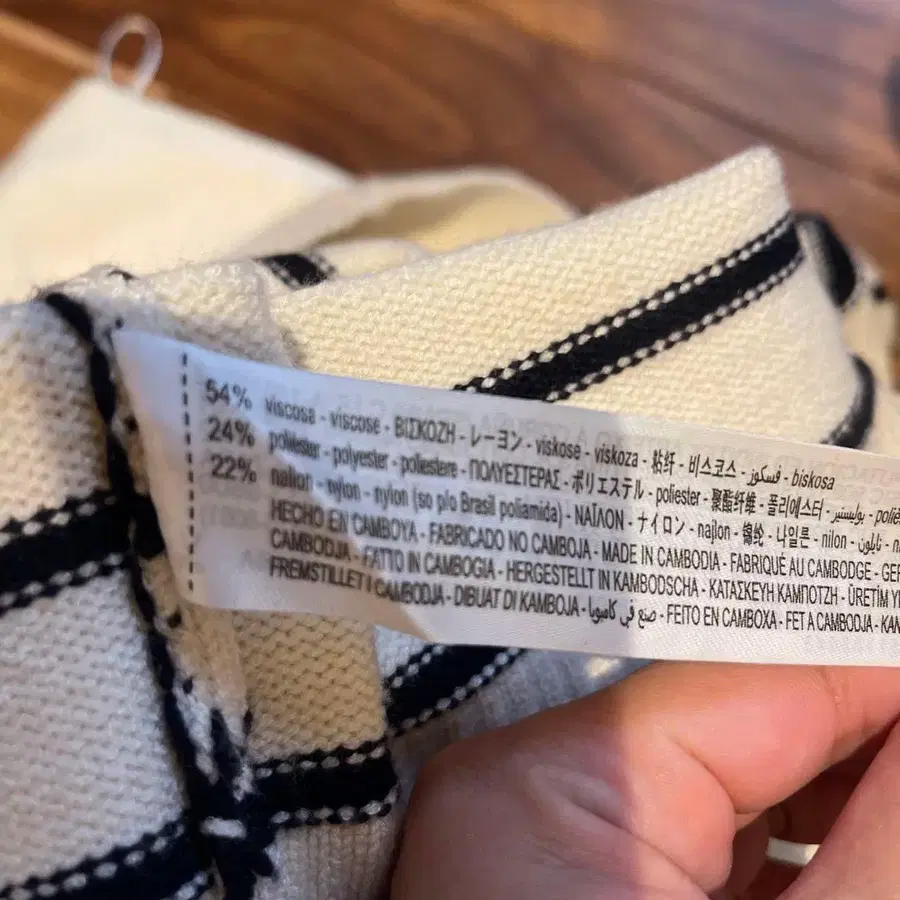 54% viscosa - viscose - ΒΙΣΚΟΖΗ - レーヨン - viskose - viskoza - 粘纤 - 비스코스 - فسكوز - biskosa
24% poliéster - polyester - poliestere - ΠΟΛΥΕΣΤΕΡΑΣ - ポリエステル - poliester - 聚酯纤维 - 폴리에스터 - بوليستير
22% nailon - nylon - nylon (so p/o Brasil poliamida) - ΝΑΪΛΟΝ - ナイロン - najlon - 锦纶 - 나일론 - nilon - نايلون
HECHO EN CAMBOYA - FABRICADO NO CAMBOJA - MADE IN CAMBODIA - FABRIQUÉ AU CAMBODGE
CAMBODJA - FATTO IN CAMBOGIA - HERGESTELLT IN KAMBODSCHA - ΚΑΤΑΣΚΕΥΗ ΚΑΜΠΟΤΖΗ - ÜRETİM
FREMSTILLET I CAMBODJA - DIBUAT DI KAMBOJA - صنع في كامبوديا - FEITO EN CAMBOXA - FET A CAMBODJA